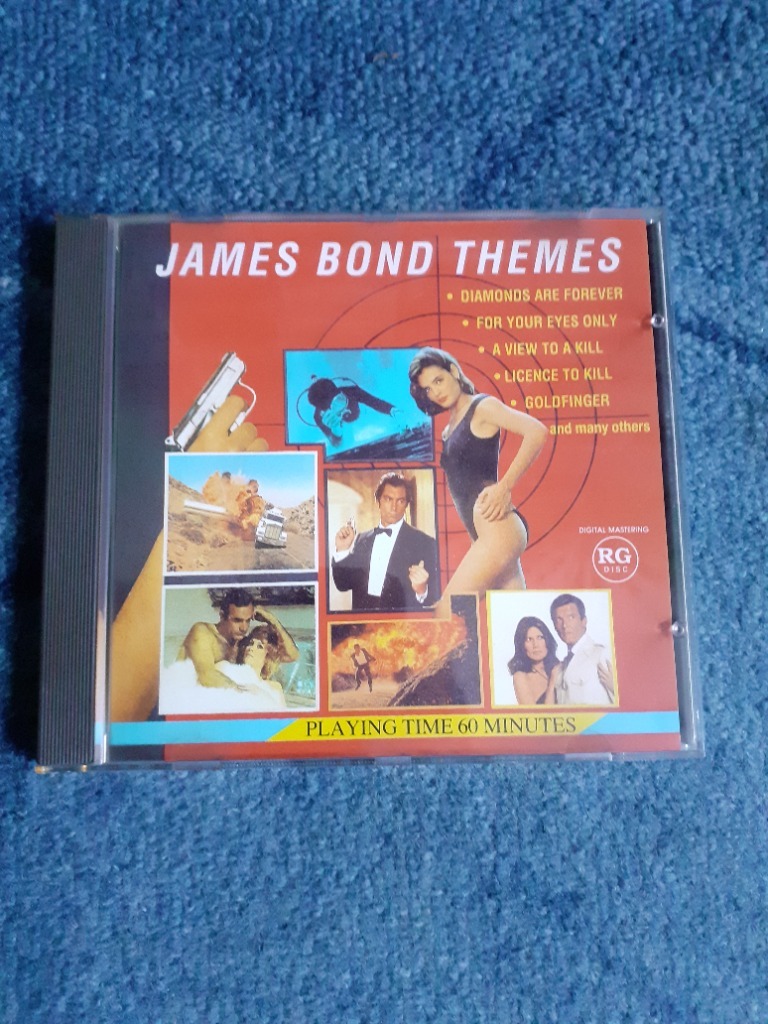 JAMES BOND THEMES
• DIAMONDS ARE FOREVER
• FOR YOUR EYES ONLY
• A VIEW TO A KILL
• LICENCE TO KILL
• GOLDFINGER
and many others
DIGITAL MASTERING
RG
DISC
PLAYING TIME 60 MINUTES